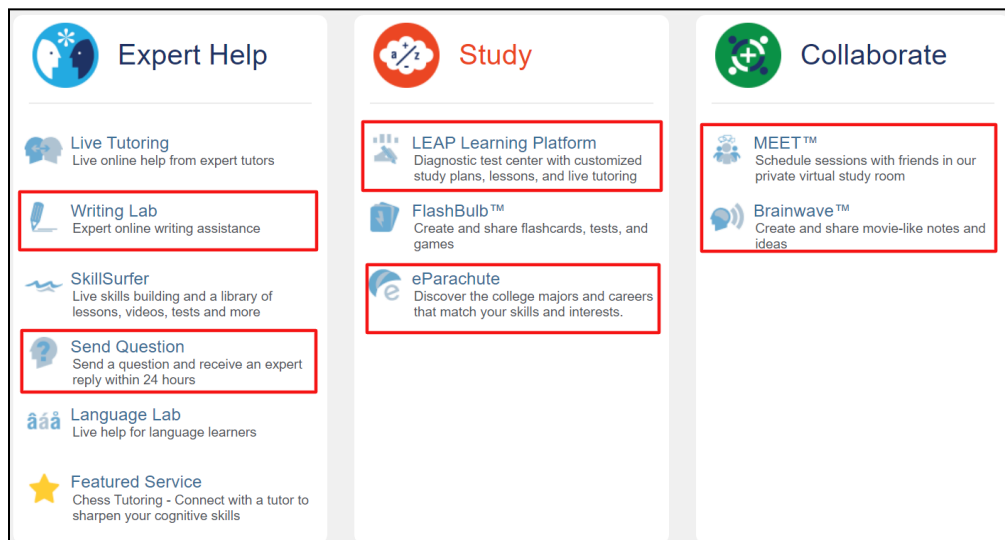 Expert Help
Live Tutoring
Live online help from expert tutors
Writing Lab
Expert online writing assistance
SkillSurfer
Live skills building and a library of
lessons, videos, tests and more
Send Question
Send a question and receive an expert
reply within 24 hours
âáå Language Lab
Live help for language learners
Featured Service
Chess Tutoring - Connect with a tutor to
sharpen your cognitive skills
a + z -
Study
LEAP Learning Platform
Diagnostic test center with customized
study plans, lessons, and live tutoring
FlashBulb™
Create and share flashcards, tests, and
games
eParachute
Discover the college majors and careers
that match your skills and interests.
Collaborate
MEET™
Schedule sessions with friends in our
private virtual study room
Brainwave™
Create and share movie-like notes and
ideas